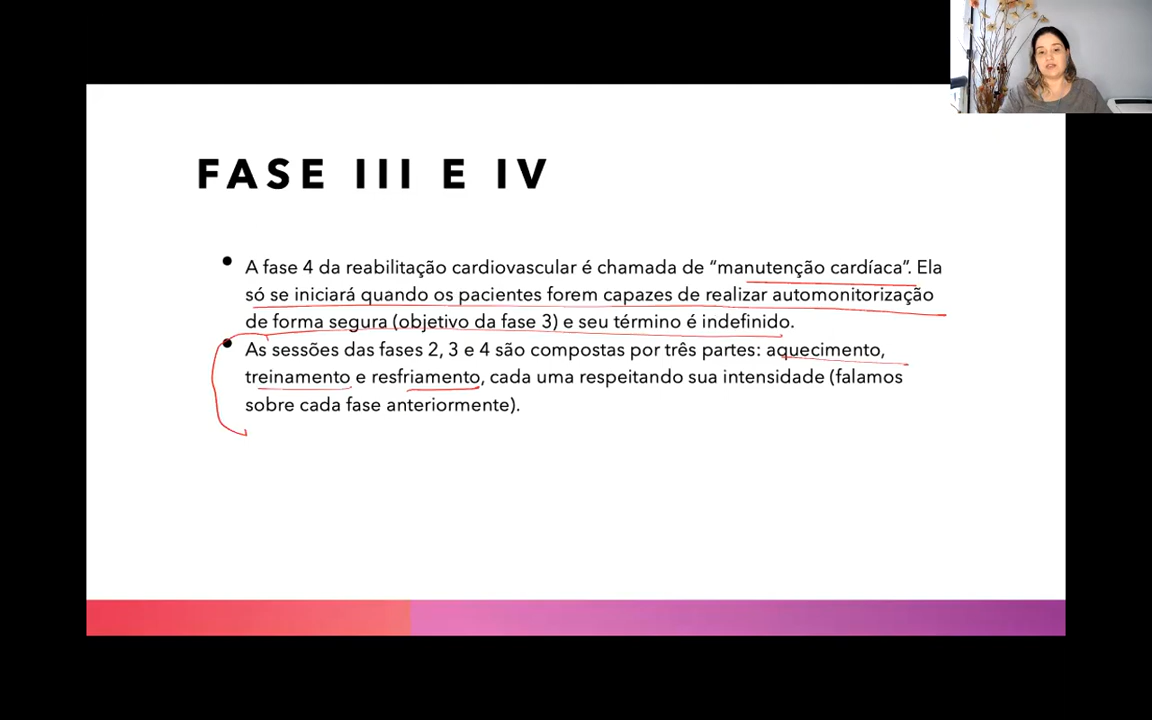 FASE III E IV
• A fase 4 da reabilitação cardiovascular é chamada de “manutenção cardíaca”. Ela
só se iniciará quando os pacientes forem capazes de realizar automonitorização
de forma segura (objetivo da fase 3) e seu término é indefinido.
• As sessões das fases 2, 3 e 4 são compostas por três partes: aquecimento,
treinamento e resfriamento, cada uma respeitando sua intensidade (falamos
sobre cada fase anteriormente).